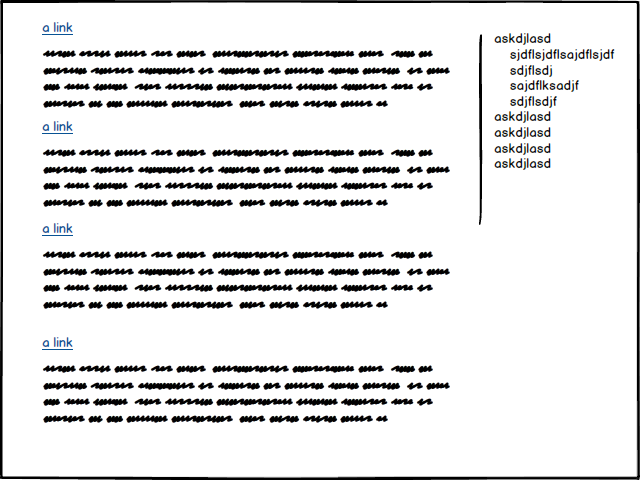 a link
a link
a link
a link
askdjlasd
sjdflsjdflsajdflsjdf
sdjflsdj
sajdflksadjf
sdjflsdjf
askdjlasd
askdjlasd
askdjlasd
askdjlasd